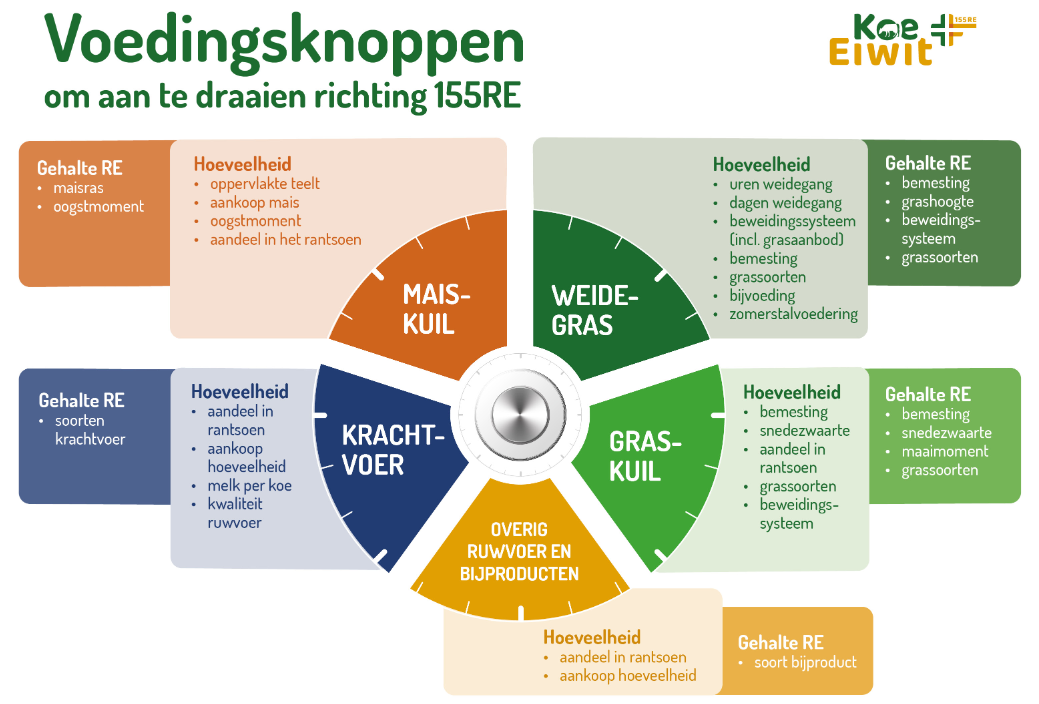 Voedingsknoppen
om aan te draaien richting 155RE
Koe
Eiwit
155RE
Gehalte RE
• maisras
• oogstmoment
Hoeveelheid
• oppervlakte teelt
• aankoop mais
• oogstmoment
• aandeel in het rantsoen
MAIS-
KUIL
Hoeveelheid
• uren weidegang
• dagen weidegang
• beweidingssysteem
(incl. grasaanbod)
• bemesting
• grassoorten
• bijvoeding
• zomerstalvoedering
Gehalte RE
• bemesting
• grashoogte
• beweidings-
systeem
• grassoorten
WEIDE-
GRAS
Gehalte RE
• soorten
krachtvoer
Hoeveelheid
• aandeel in
rantsoen
• aankoop
hoeveelheid
• melk per koe
• kwaliteit
ruwvoer
KRACHT-
VOER
GRAS-
KUIL
Hoeveelheid
• bemesting
• snedezwaarte
• aandeel in
rantsoen
• grassoorten
• beweidings-
systeem
Gehalte RE
• bemesting
• snedezwaarte
• maaimoment
• grassoorten
OVERIG
RUWVOER EN
BIJPRODUCTEN
Hoeveelheid
• aandeel in rantsoen
• aankoop hoeveelheid
Gehalte RE
• soort bijproduct